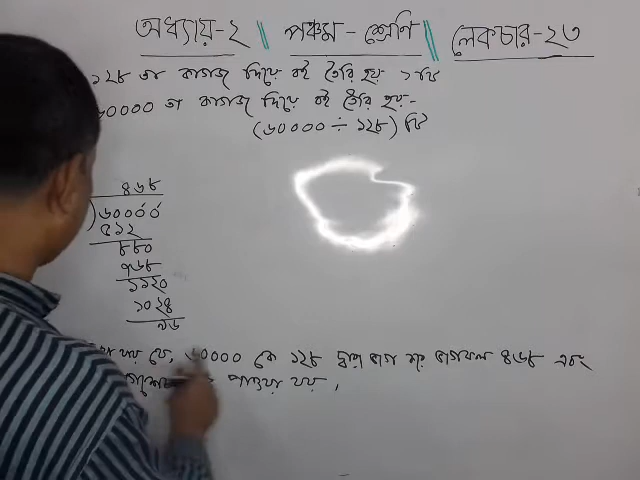 অধ্যায়-২ || পঞ্চম-শ্রেণি || লেকচার-২৩
১২৮ তা কাগজ দিয়ে বই তৈরি হয় ১টি
৬০০০০ তা কাগজ দিয়ে বই তৈরি হয়-
(৬০০০০ ÷ ১২৮) টি
৪৬৮
)৬০০০০
৫১২
৮৮০
৭৬৮
১১২০
১০২৪
৯৬
যায় যে, ৬০০০০ কে ১২৮ দ্বারা ভাগ করে ভাগফল ৪৬৮ এবং
পাওয়া যায়,